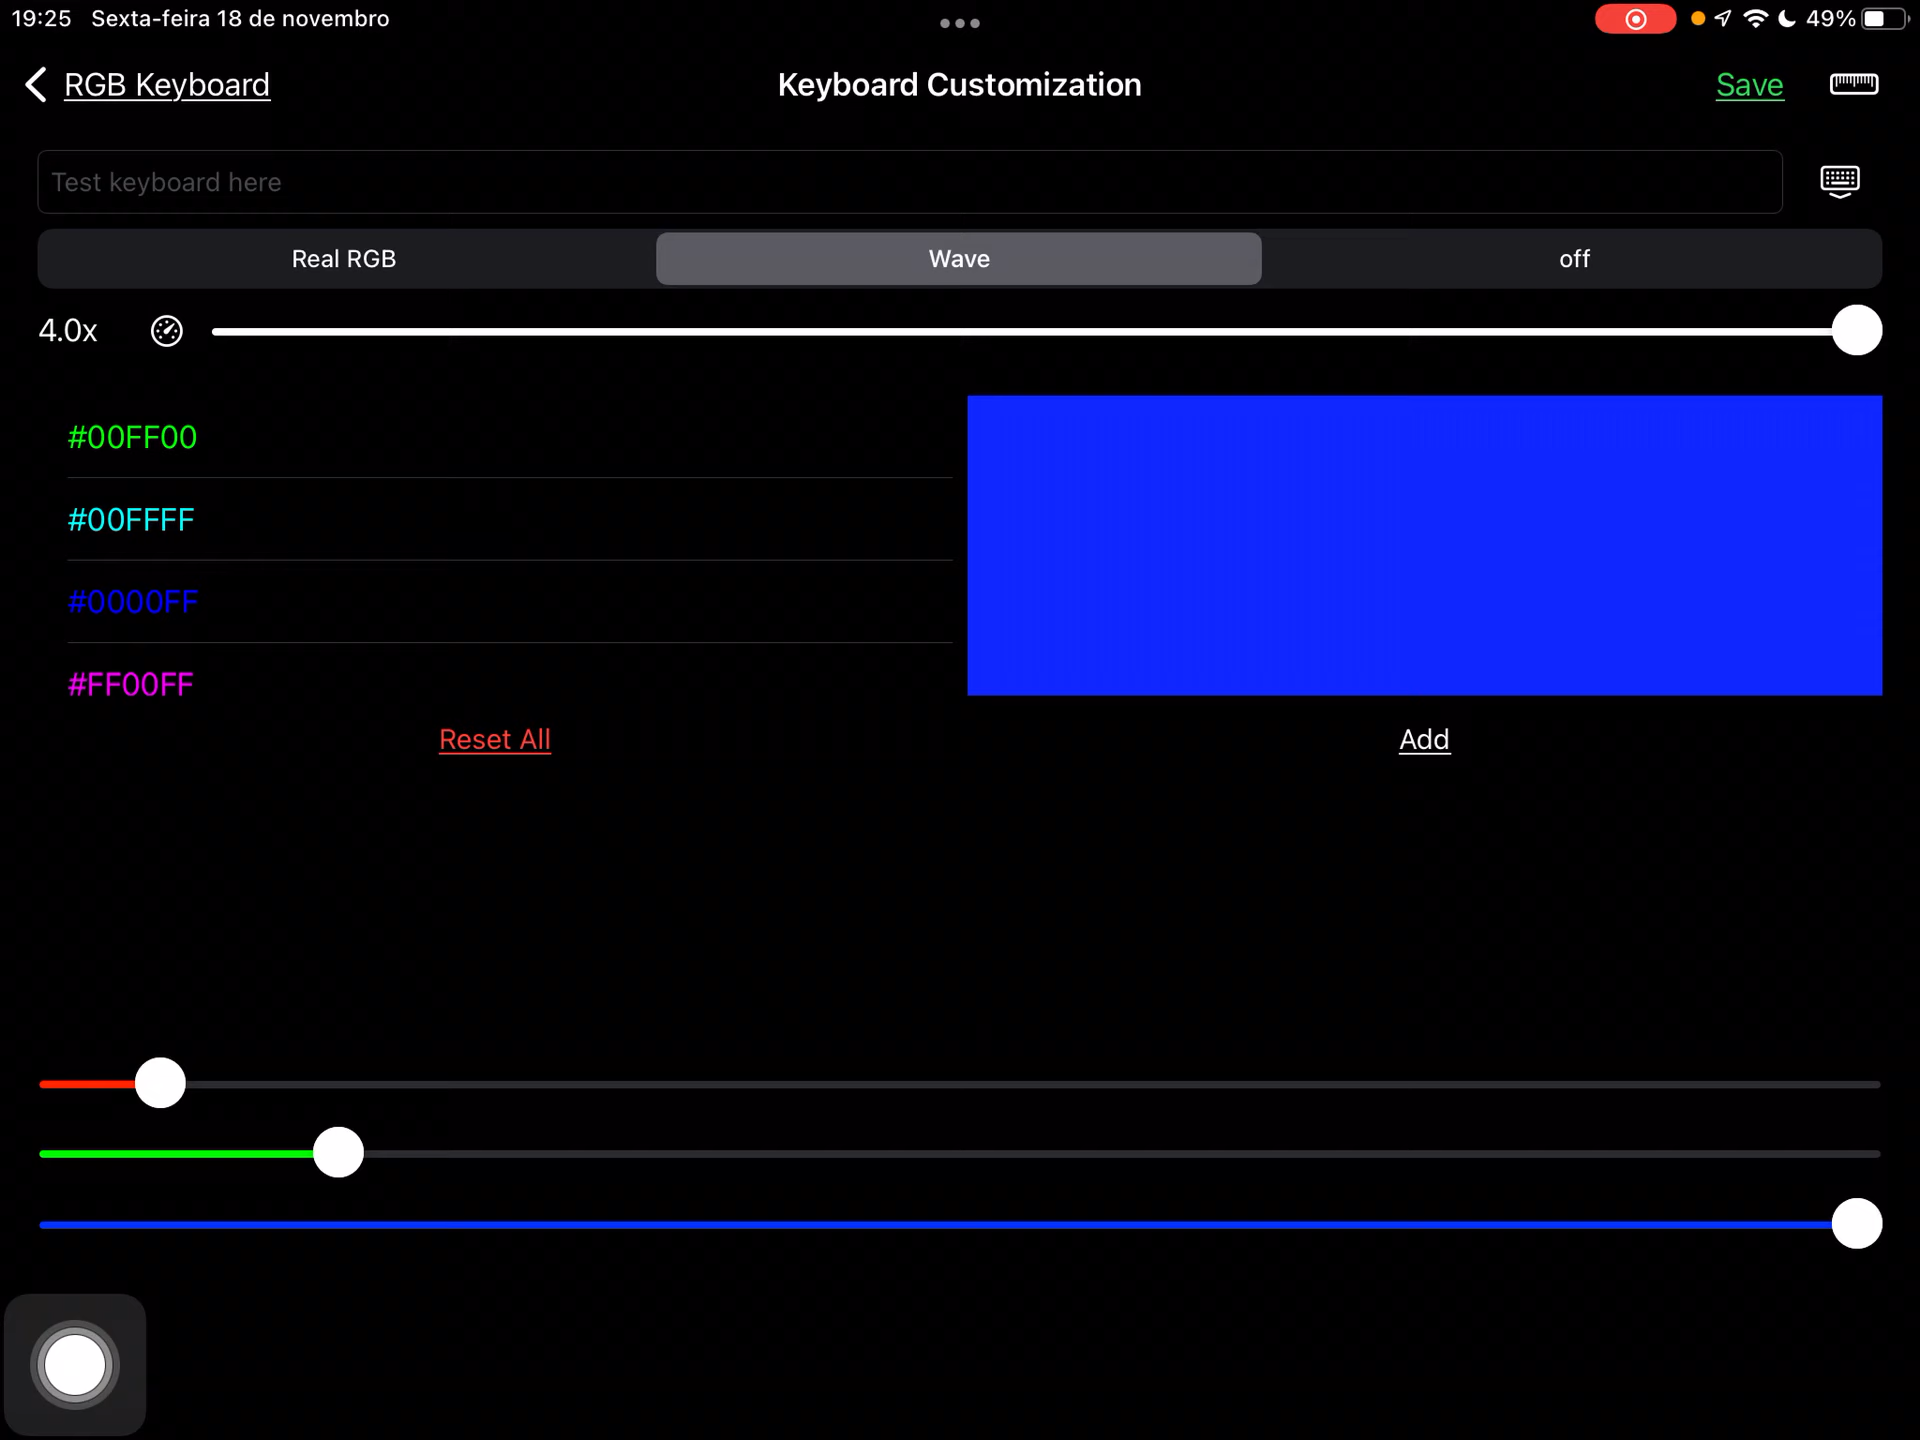 19:25 Sexta-feira 18 de novembro
49%
RGB Keyboard
Keyboard Customization
Save
Test keyboard here
Real RGB
Wave
off
4.0x
#00FF00
#00FFFF
#0000FF
#FF00FF
Reset All
Add